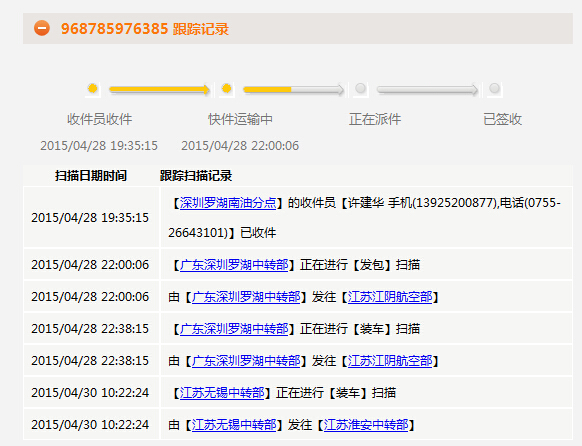 968785976385 跟踪记录
收件员收件 快件运输中 正在派件 已签收
2015/04/28 19:35:15 2015/04/28 22:00:06
扫描日期时间 跟踪扫描记录
2015/04/28 19:35:15 【深圳罗湖南油分点】的收件员【许建华 手机(13925200877),电话(0755-
26643101)】已收件
2015/04/28 22:00:06 【广东深圳罗湖中转部】正在进行【发包】扫描
2015/04/28 22:00:06 由【广东深圳罗湖中转部】发往【江苏江阴航空部】
2015/04/28 22:38:15 【广东深圳罗湖中转部】正在进行【装车】扫描
2015/04/28 22:38:15 由【广东深圳罗湖中转部】发往【江苏江阴航空部】
2015/04/30 10:22:24 【江苏无锡中转部】正在进行【装车】扫描
2015/04/30 10:22:24 由【江苏无锡中转部】发往【江苏淮安中转部】